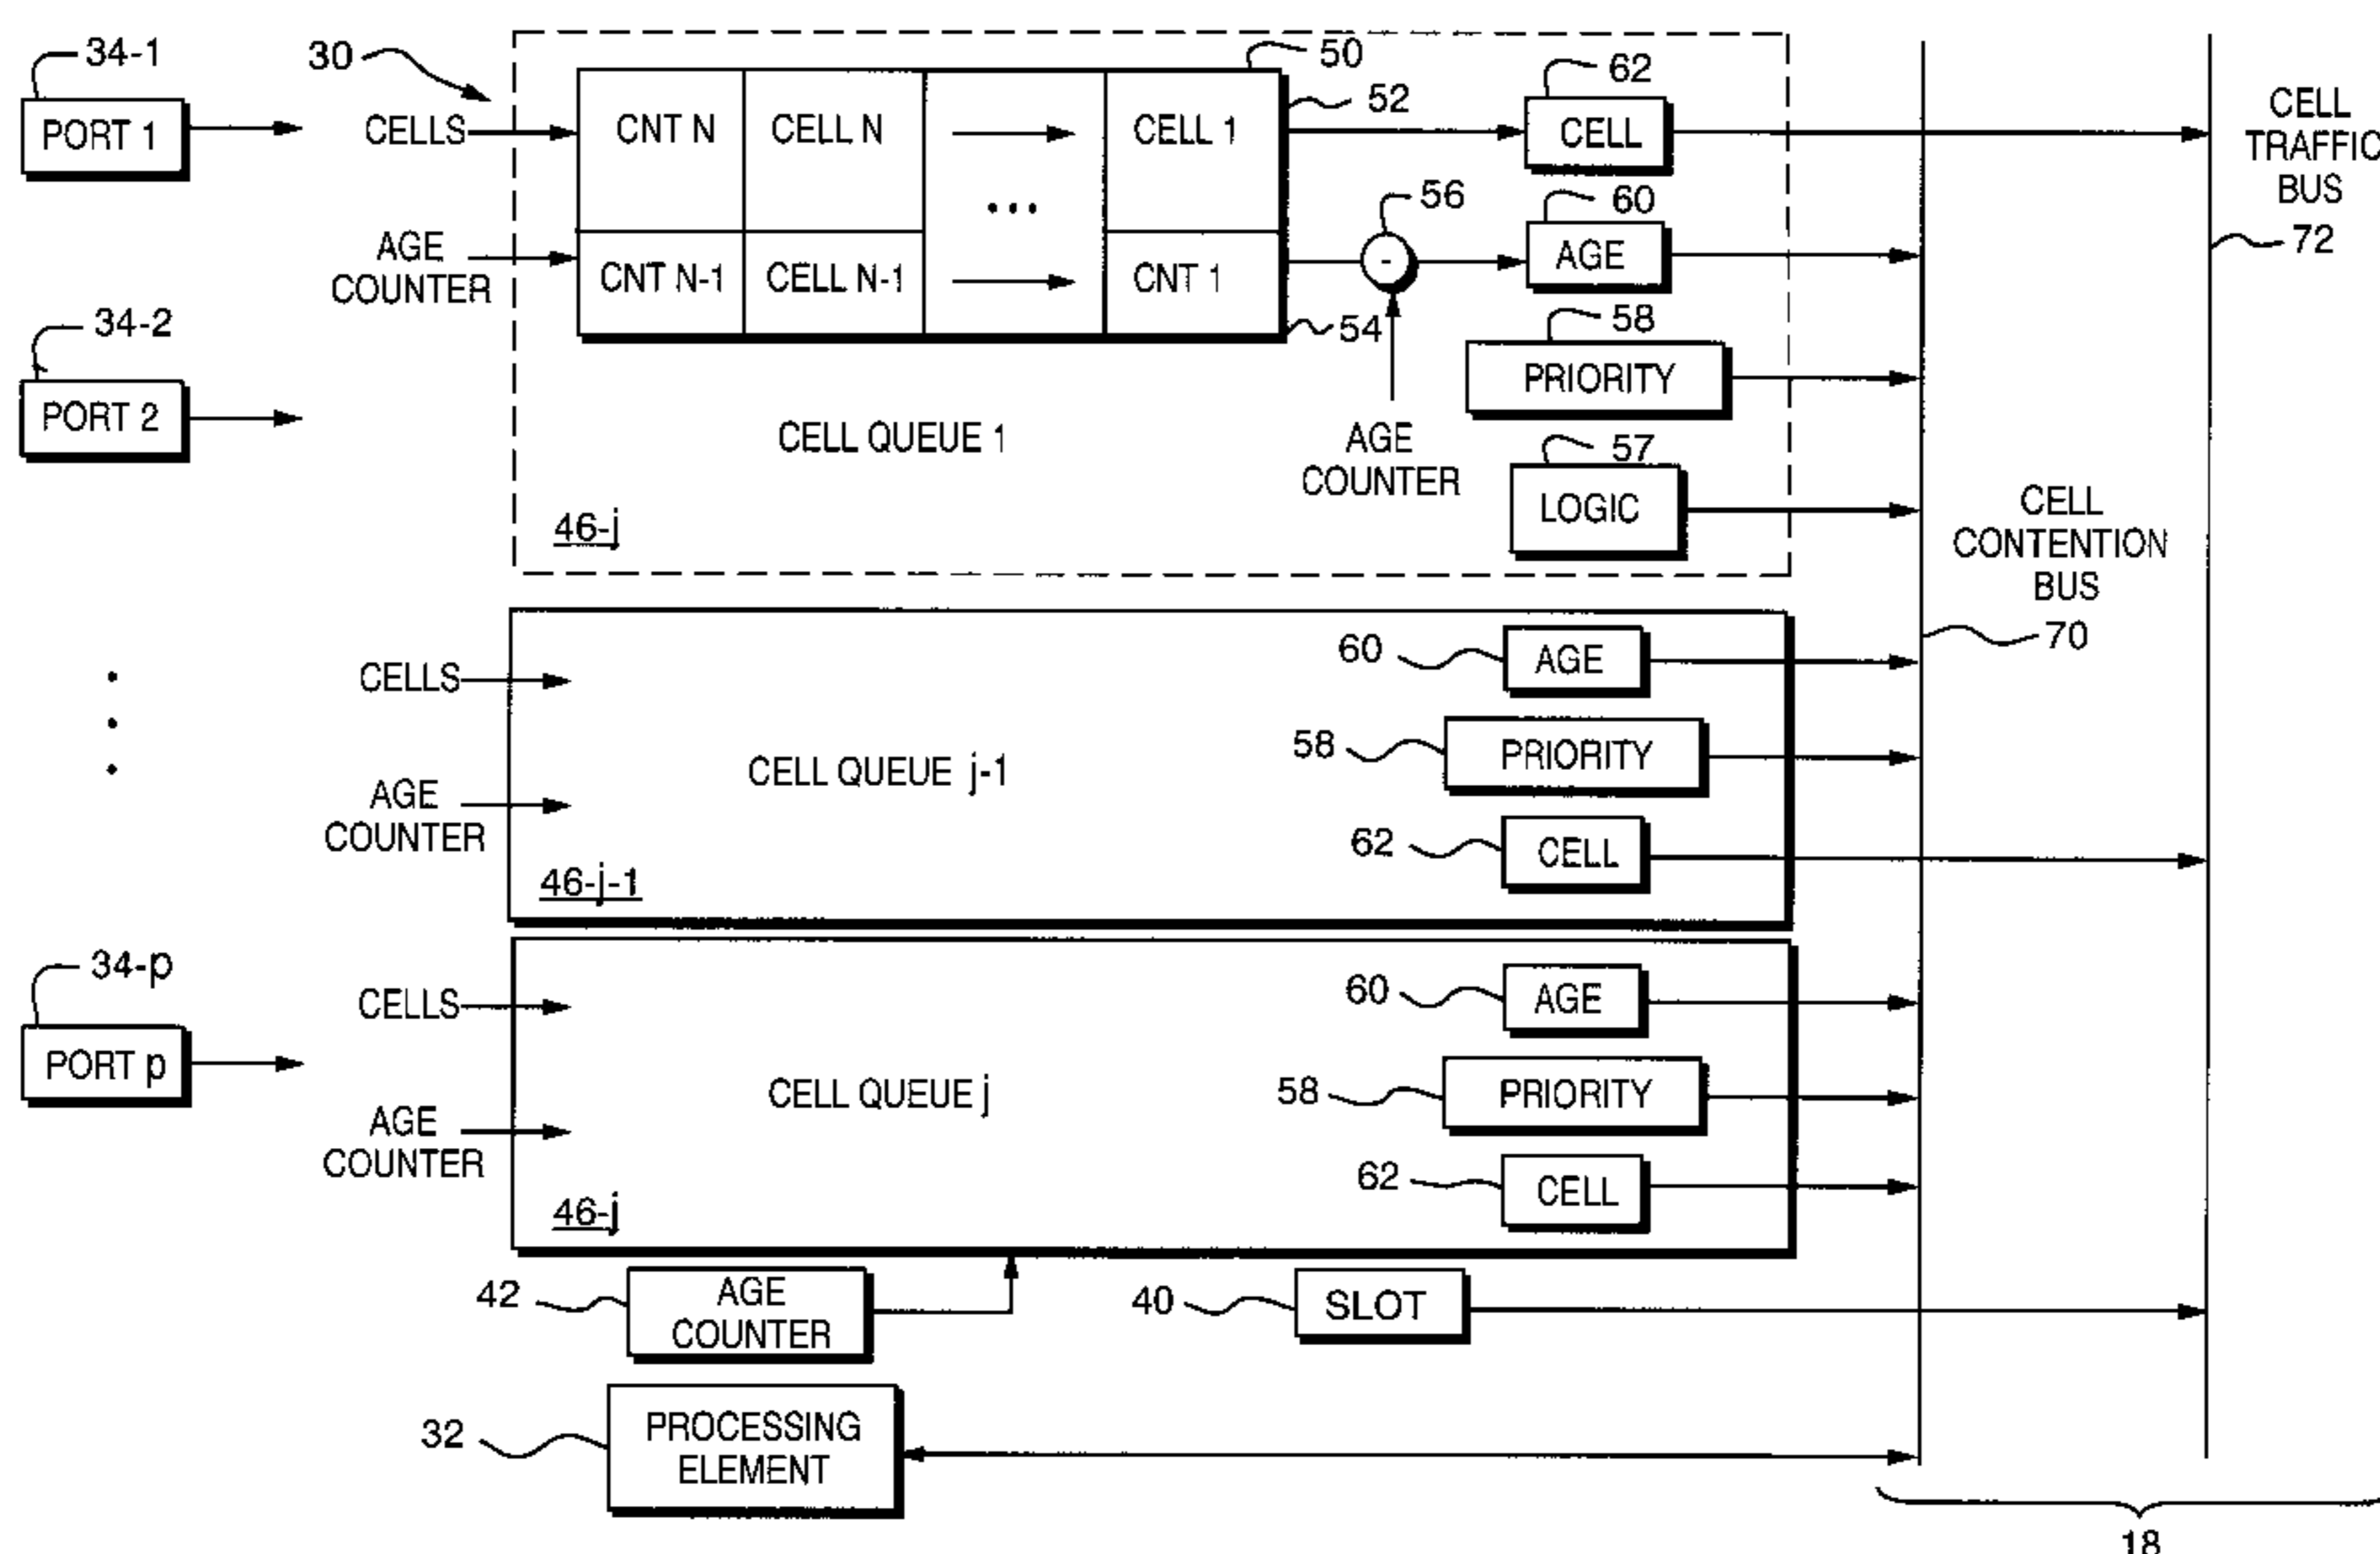 34-1
30
50
62
PORT 1
CELLS
CNT N
CELL N
CELL 1
52
CELL
CELL
TRAFFIC
BUS
72
...
56
60
AGE
COUNTER
CNT N-1
CELL N-1
CNT 1
-
AGE
54
58
34-2
PORT 2
CELL QUEUE 1
AGE
COUNTER
PRIORITY
57
LOGIC
46-j
CELL
CONTENTION
BUS
70
CELLS
60
AGE
CELL QUEUE j-1
58
PRIORITY
AGE
COUNTER
62
CELL
46-j-1
34-p
PORT p
CELLS
60
AGE
CELL QUEUE j
58
PRIORITY
AGE
COUNTER
62
CELL
46-j
42
AGE
COUNTER
40
SLOT
32
PROCESSING
ELEMENT
18